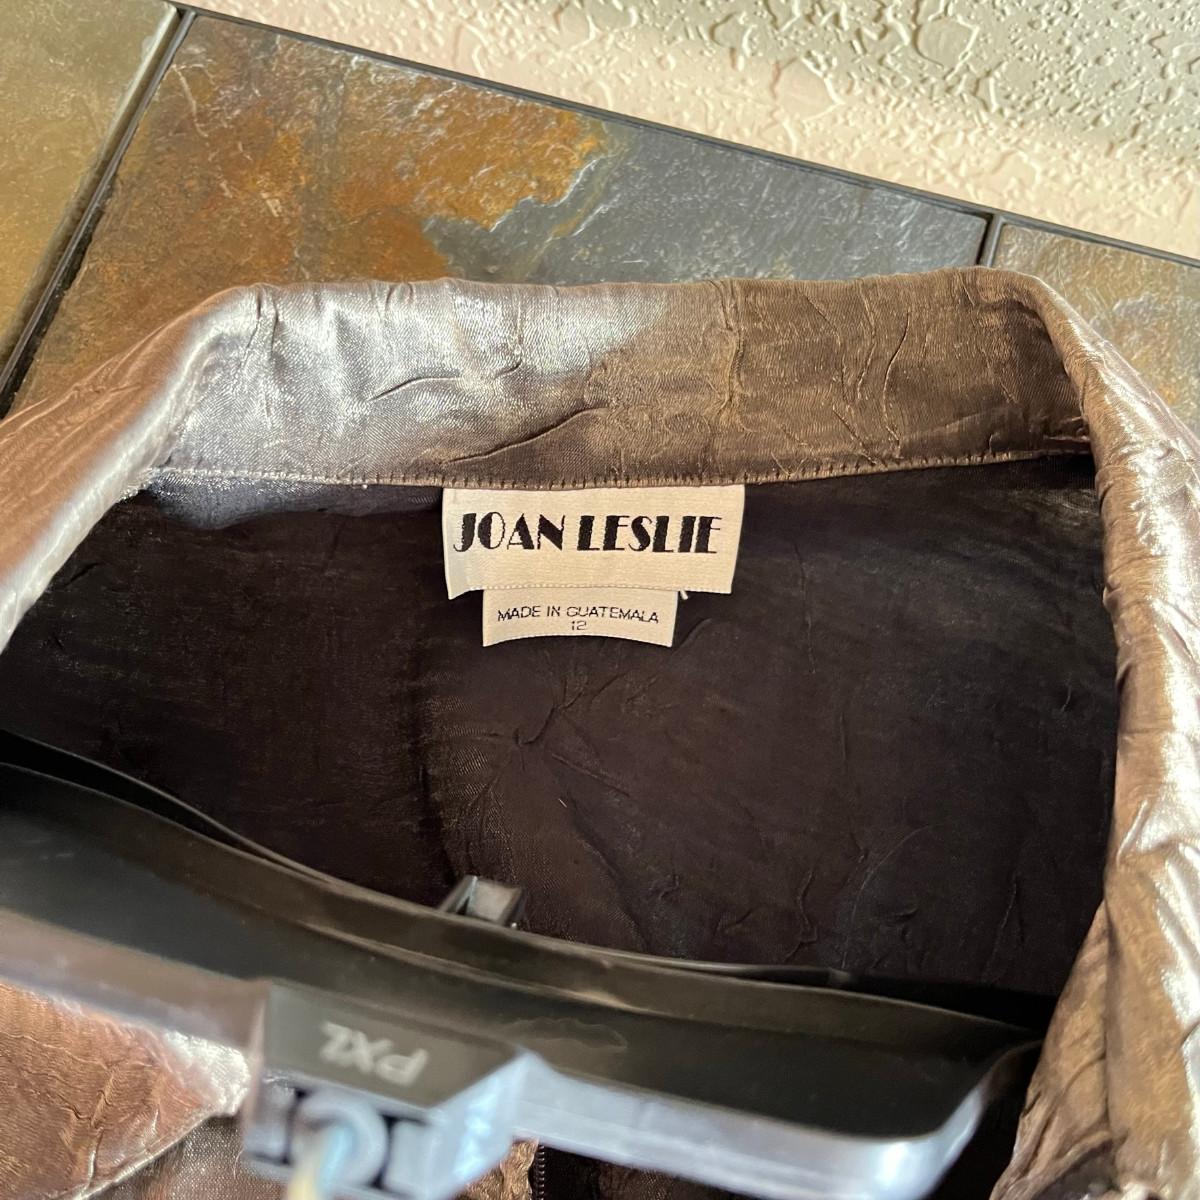 JOAN LESLIE
MADE IN GUATEMALA
12
PXL